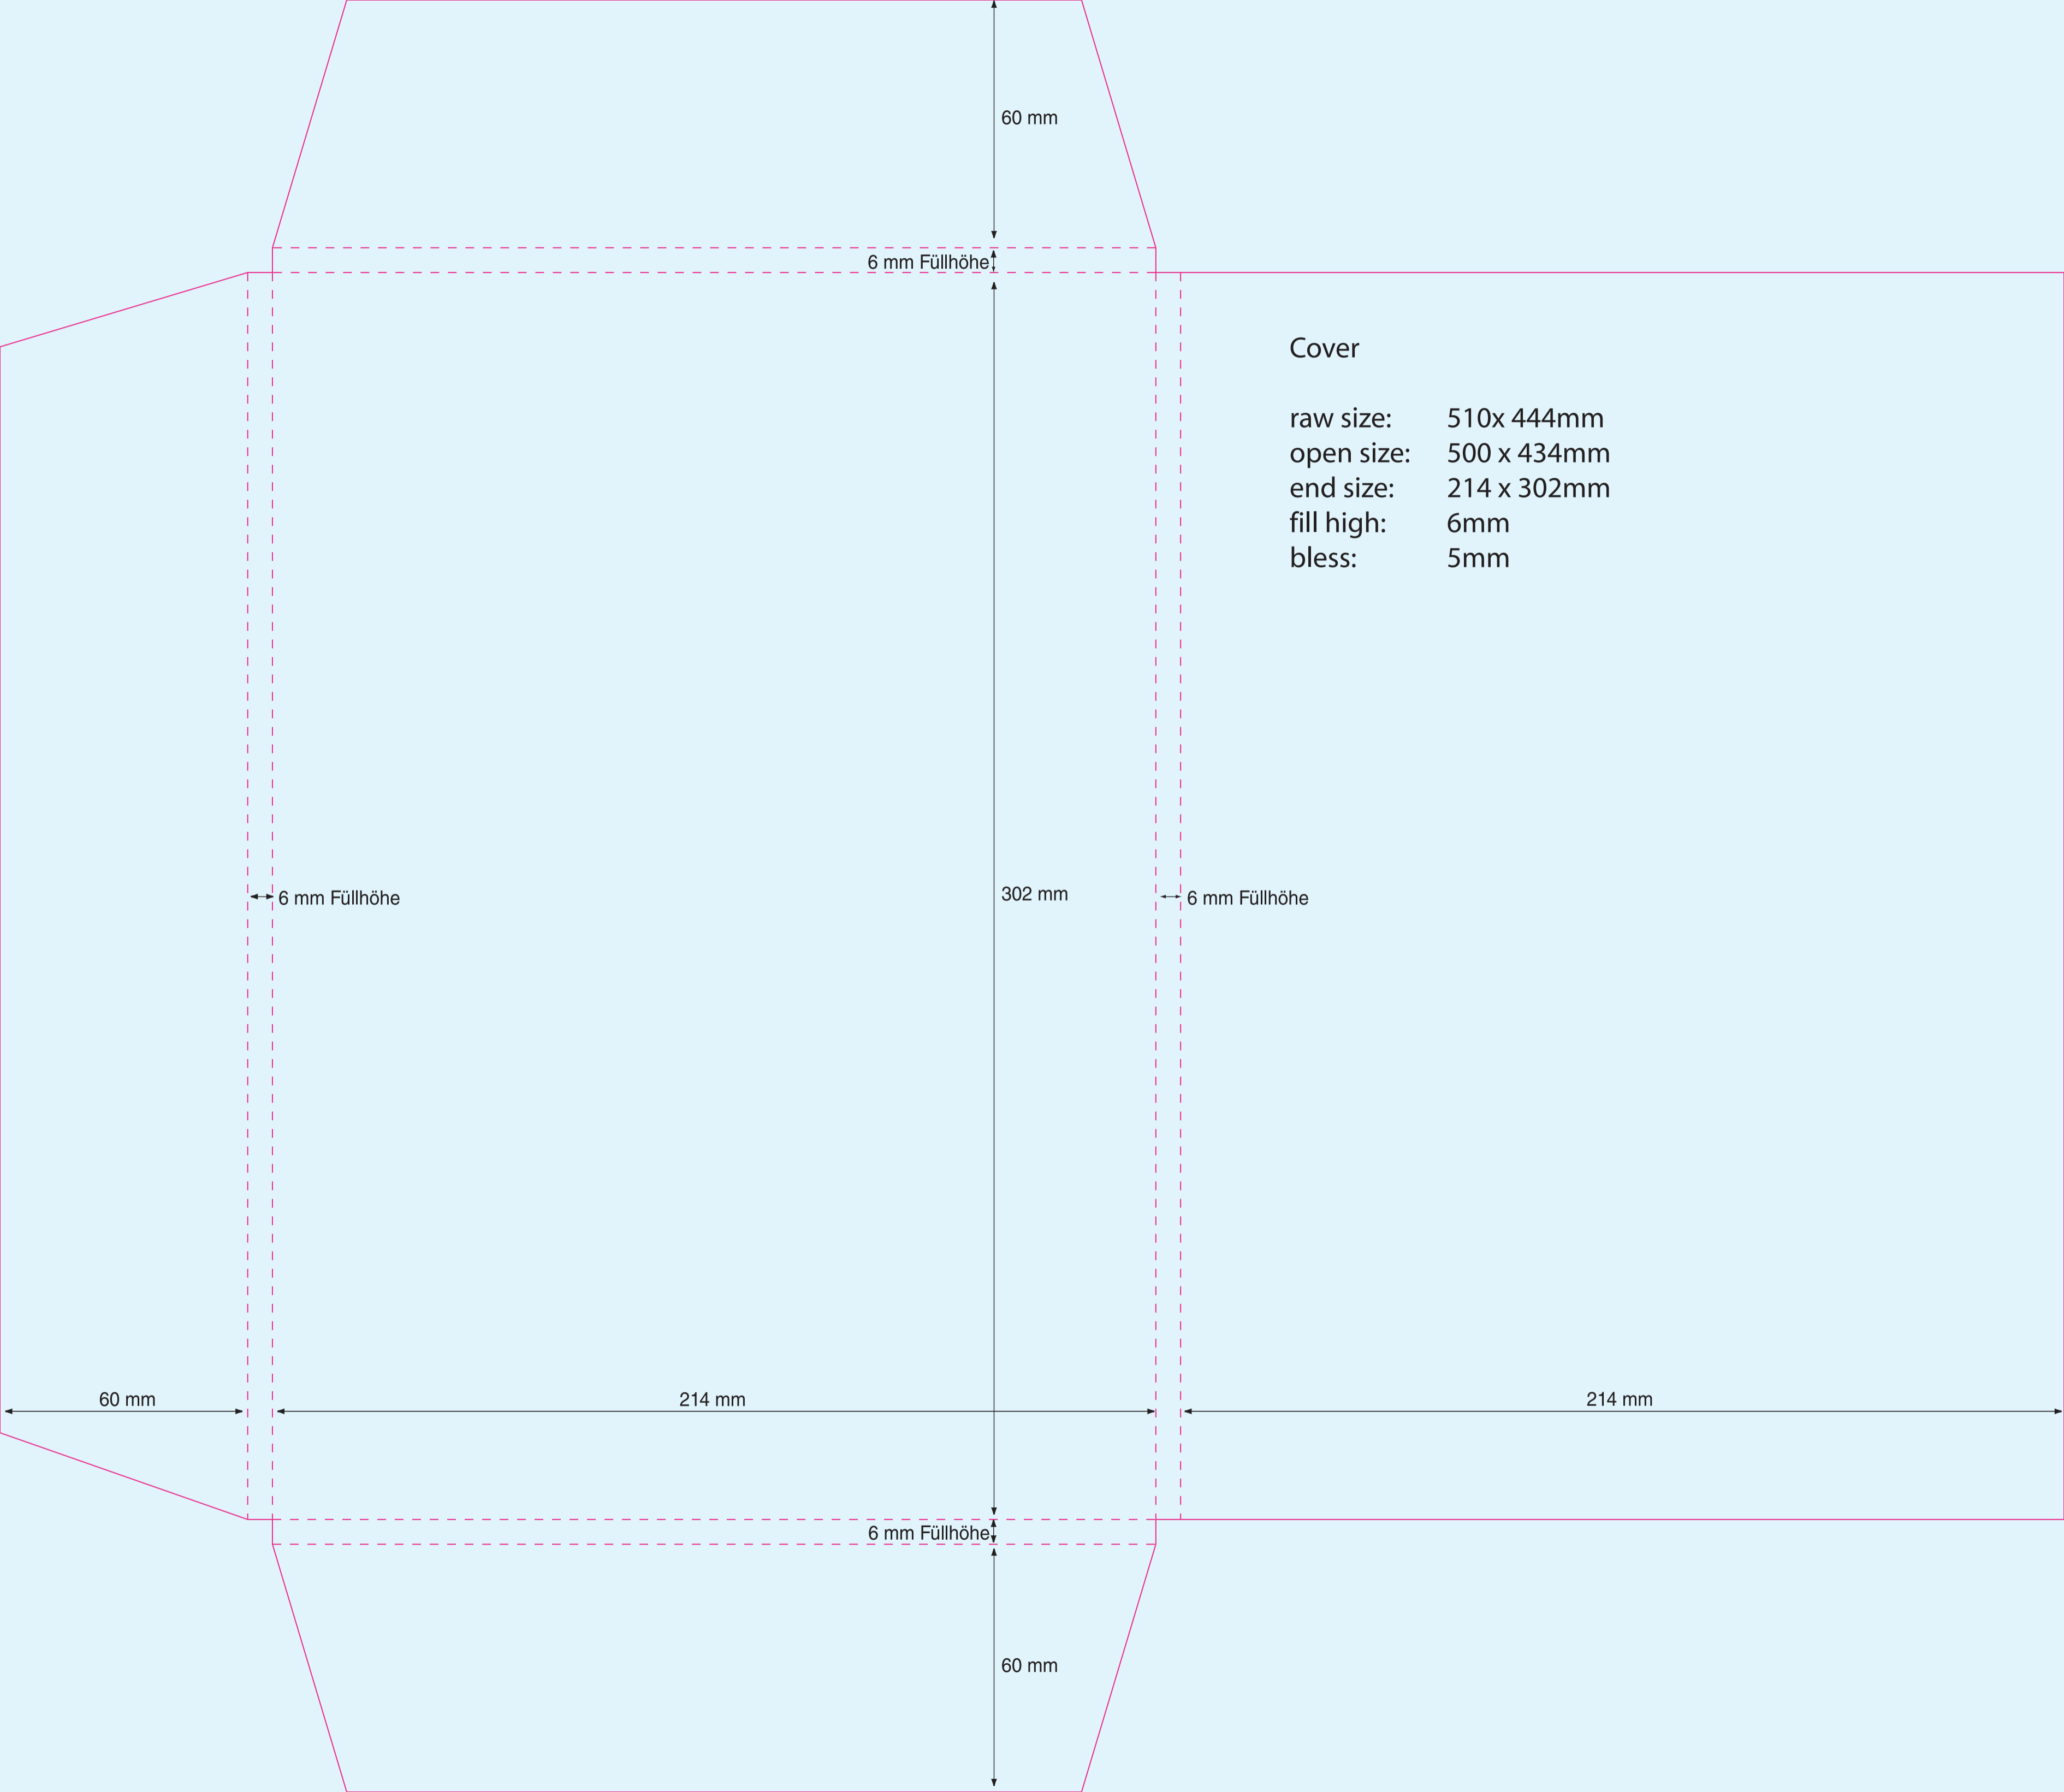 60 mm
6 mm Füllhöhe
Cover
raw size: 510x 444mm
open size: 500 x 434mm
end size: 214 x 302mm
fill high: 6mm
bless: 5mm
6 mm Füllhöhe
302 mm
6 mm Füllhöhe
60 mm
214 mm
214 mm
6 mm Füllhöhe
60 mm